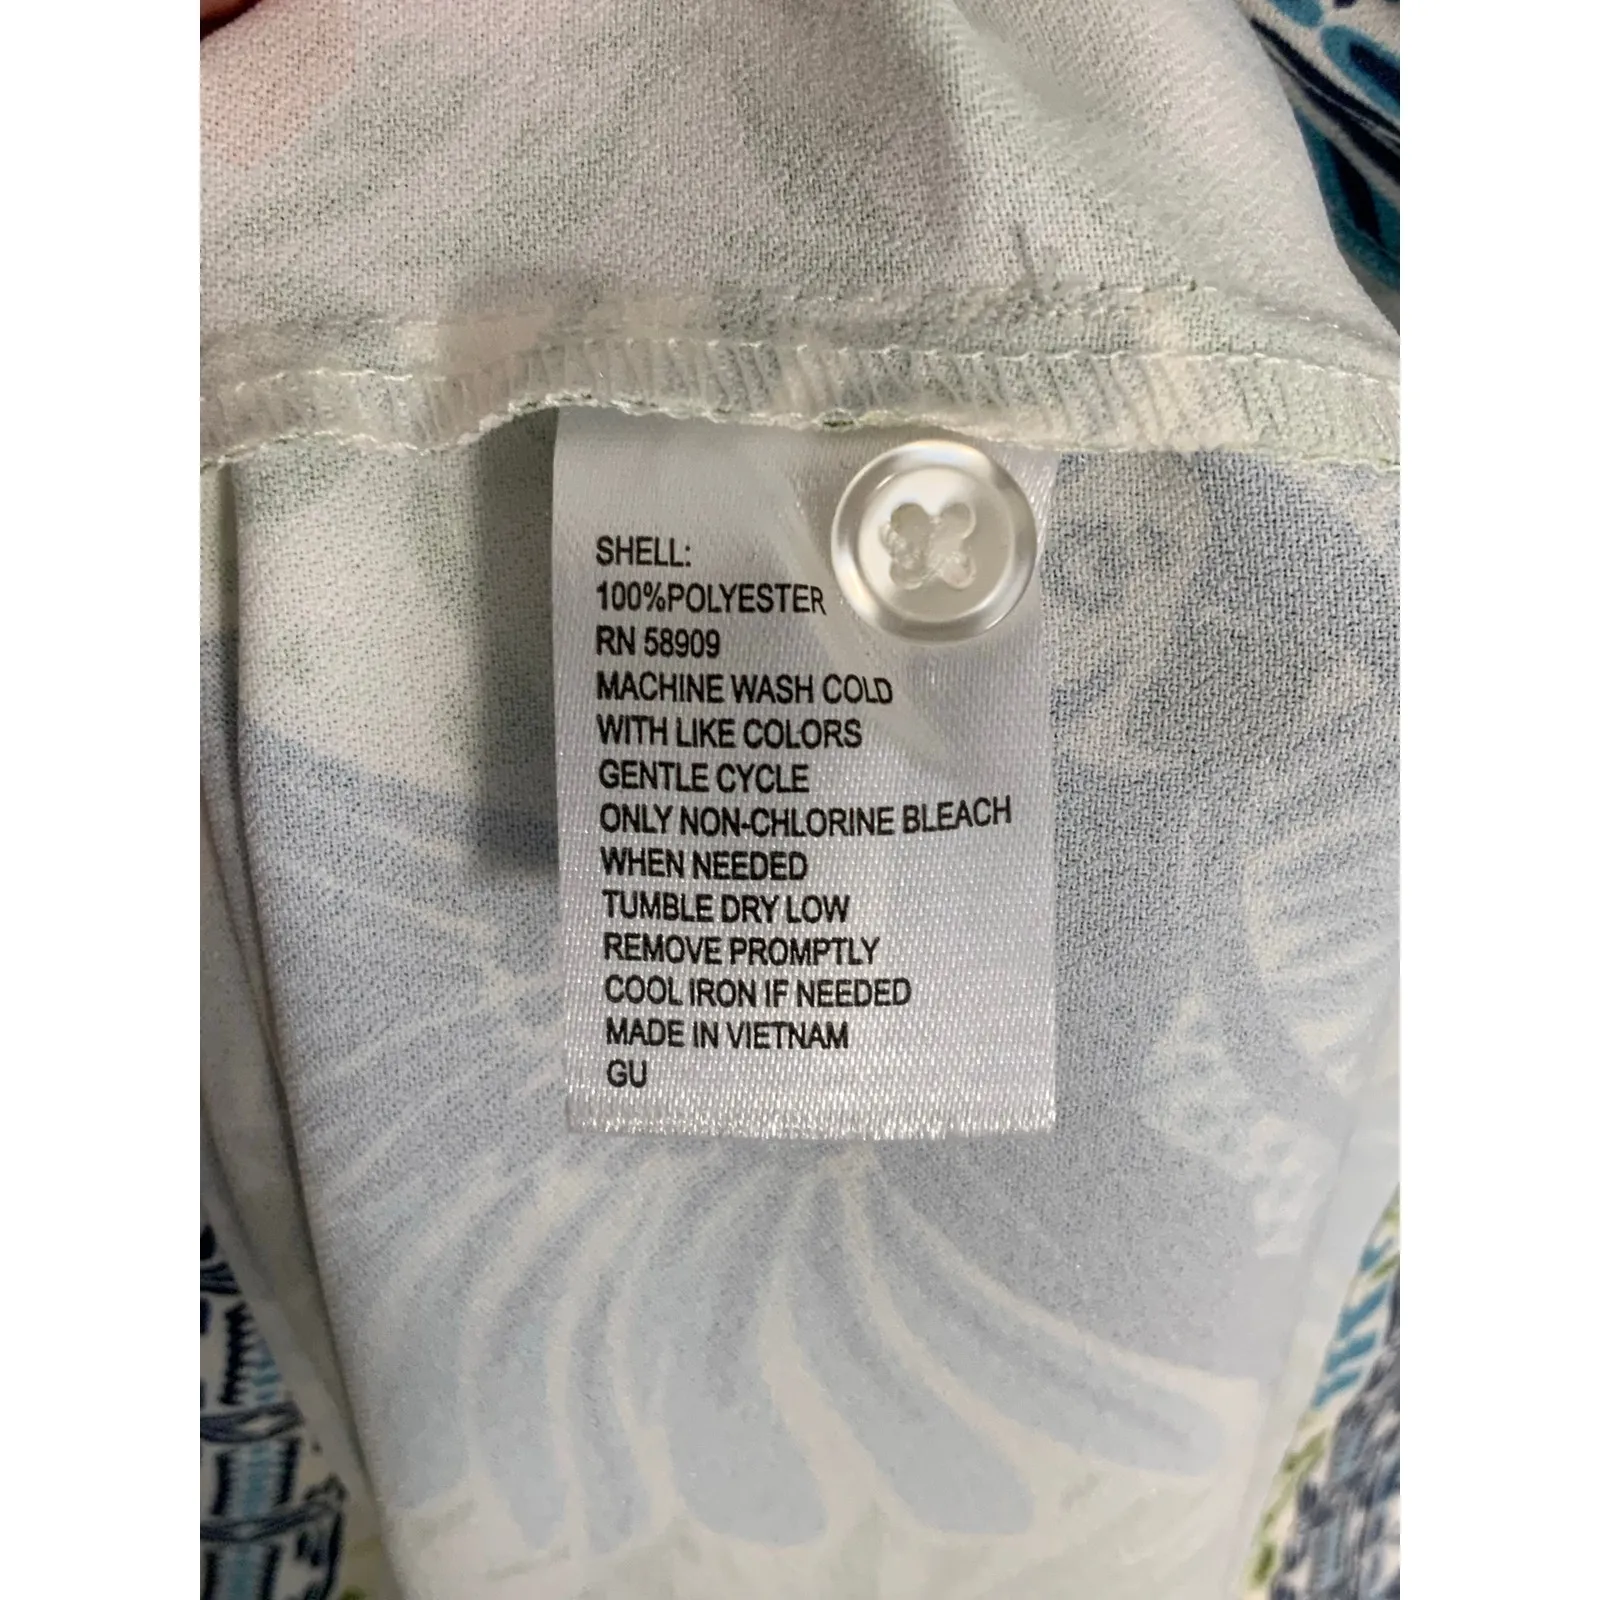 SHELL:
100%POLYESTER
RN 58909
MACHINE WASH COLD
WITH LIKE COLORS
GENTLE CYCLE
ONLY NON-CHLORINE BLEACH
WHEN NEEDED
TUMBLE DRY LOW
REMOVE PROMPTLY
COOL IRON IF NEEDED
MADE IN VIETNAM
GU